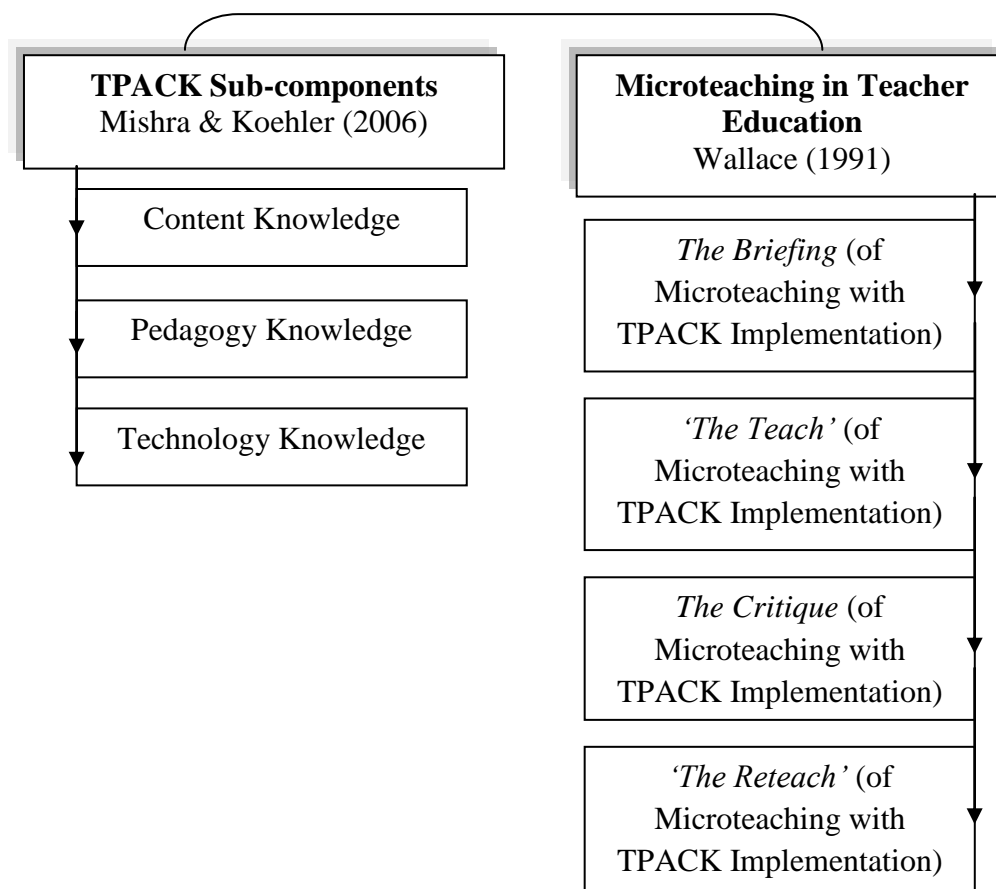 TPACK Sub-components
Mishra & Koehler (2006)
Content Knowledge
Pedagogy Knowledge
Technology Knowledge
Microteaching in Teacher
Education
Wallace (1991)
The Briefing (of
Microteaching with
TPACK Implementation)
‘The Teach’ (of
Microteaching with
TPACK Implementation)
The Critique (of
Microteaching with
TPACK Implementation)
‘The Reteach’ (of
Microteaching with
TPACK Implementation)